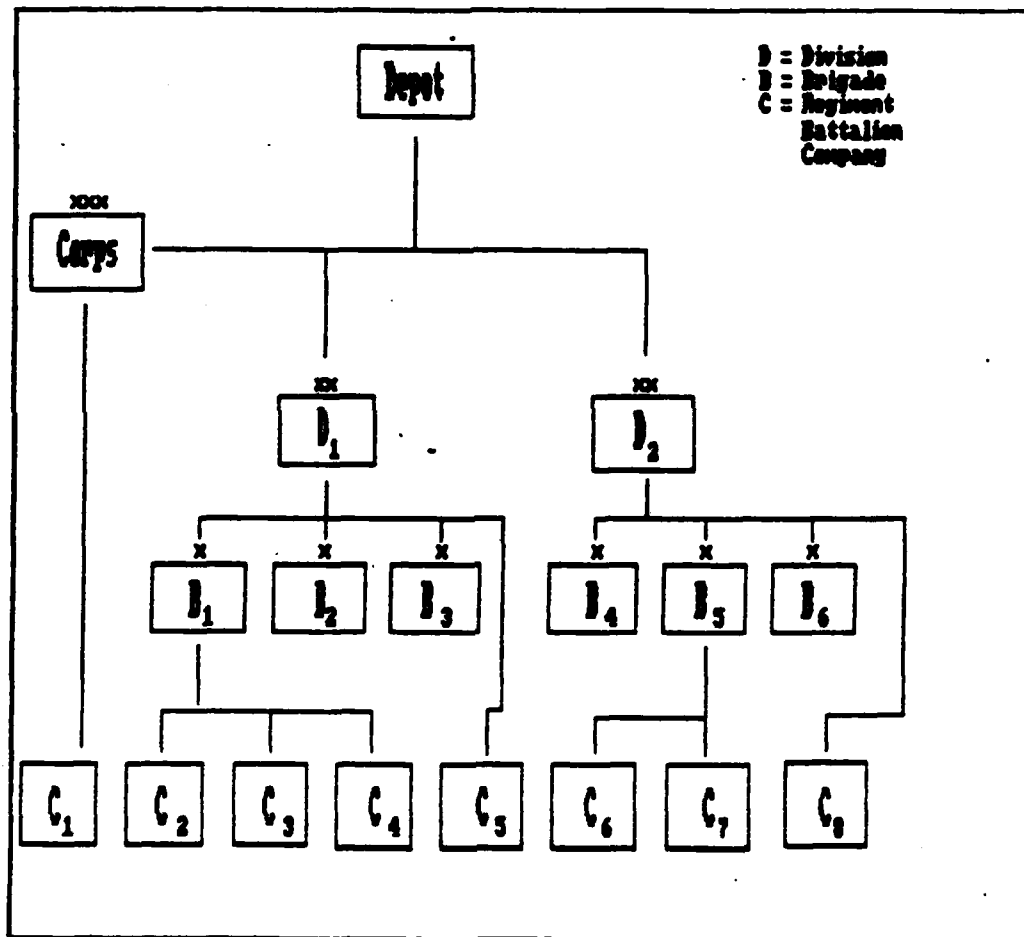 Depot
D = Division
B = Brigade
C = Regiment
Battalion
Company
xxx
Corps
xx xx
D1 D2
x x x x x x
B1 B2 B3 B4 B5 B6
C1 C2 C3 C4 C5 C6 C7 C8